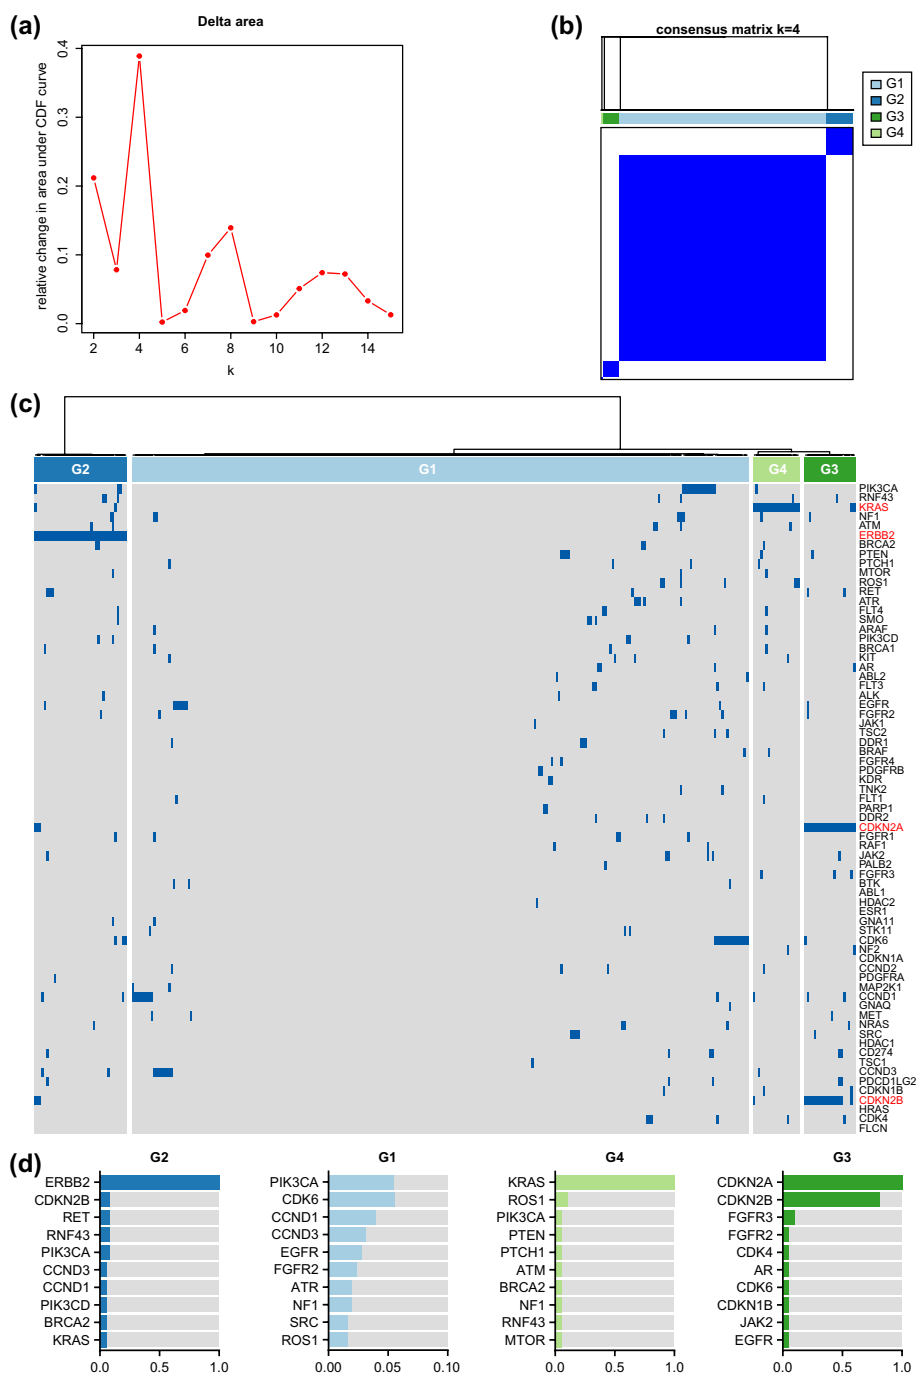 (a)
Delta area
relative change in area under CDF curve
0.4
0.3
0.2
0.1
0.0
2 4 6 8 10 12 14
k
(b)
consensus matrix k=4
G1
G2
G3
G4
(c)
G2 G1 G4 G3
PIK3CA
RNF43
KRAS
NF1
ATM
ERBB2
BRCA2
PTEN
PTCH1
MTOR
ROS1
RET
ATR
FLT4
SMO
ARAF
PIK3CD
BRCA1
KIT
AR
ABL2
FLT3
ALK
EGFR
FGFR2
JAK1
TSC2
DDR1
BRAF
FGFR4
PDGFRB
KDR
TNK2
FLT1
PARP1
DDR2
CDKN2A
FGFR1
RAF1
JAK2
PALB2
FGFR3
BTK
ABL1
HDAC2
ESR1
GNA11
STK11
CDK6
NF2
CDKN1A
CCND2
PDGFRA
MAP2K1
CCND1
GNAQ
MET
NRAS
SRC
HDAC1
CD274
TSC1
CCND3
PDCD1LG2
CDKN1B
CDKN2B
HRAS
CDK4
FLCN
(d)
G2
ERBB2
CDKN2B
RET
RNF43
PIK3CA
CCND3
CCND1
PIK3CD
BRCA2
KRAS
0.0 0.5 1.0
G1
PIK3CA
CDK6
CCND1
CCND3
EGFR
FGFR2
ATR
NF1
SRC
ROS1
0.00 0.05 0.10
G4
KRAS
ROS1
PIK3CA
PTEN
PTCH1
ATM
BRCA2
NF1
RNF43
MTOR
0.0 0.5 1.0
G3
CDKN2A
CDKN2B
FGFR3
FGFR2
CDK4
AR
CDK6
CDKN1B
JAK2
EGFR
0.0 0.5 1.0